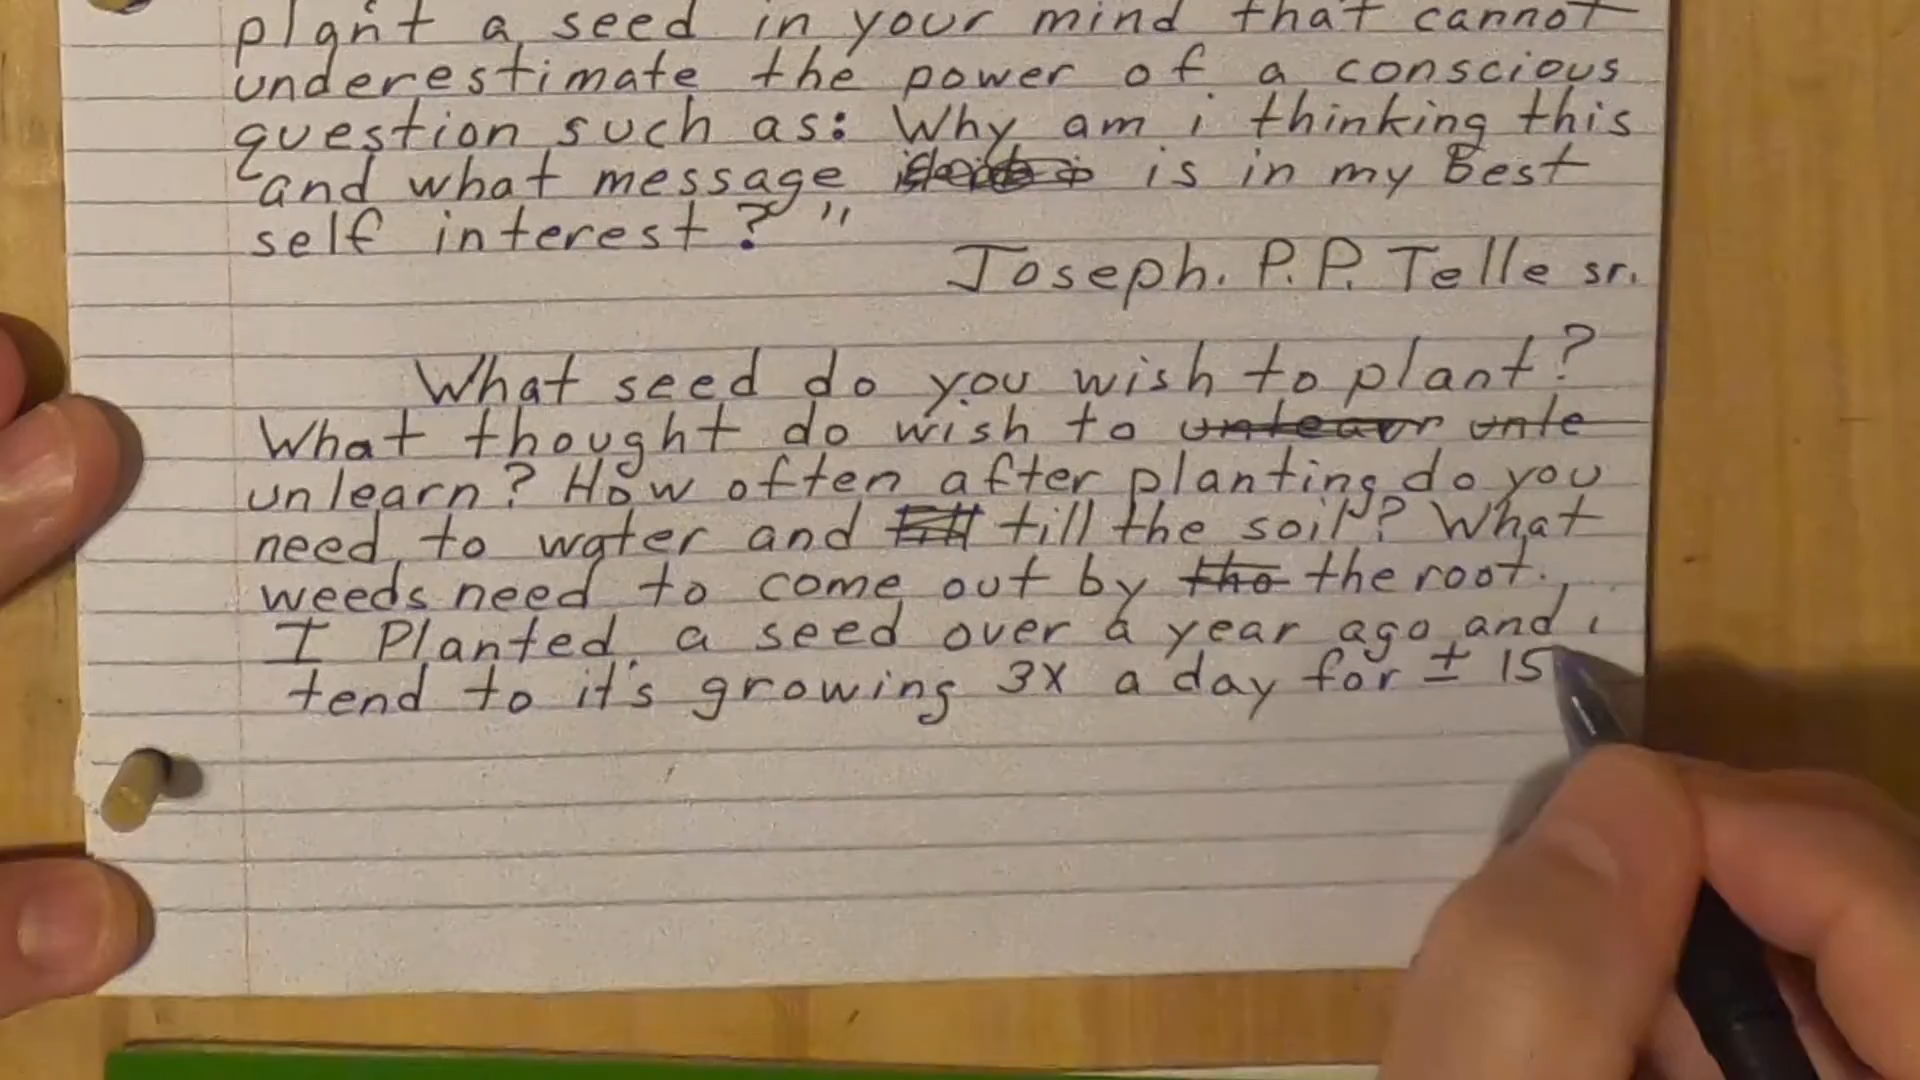 plant a seed in your mind that cannot
underestimate the power of a conscious
question such as: Why am i thinking this
and what message is in my Best
self interest?"
Joseph. P.P. Telle sr.
What seed do you wish to plant?
What thought do wish to unlear unle
unlearn? How often after planting do you
need to water and till till the soil? What
weeds need to come out by tho the root.
I Planted a seed over a year ago and i
tend to it's growing 3x a day for ± 15